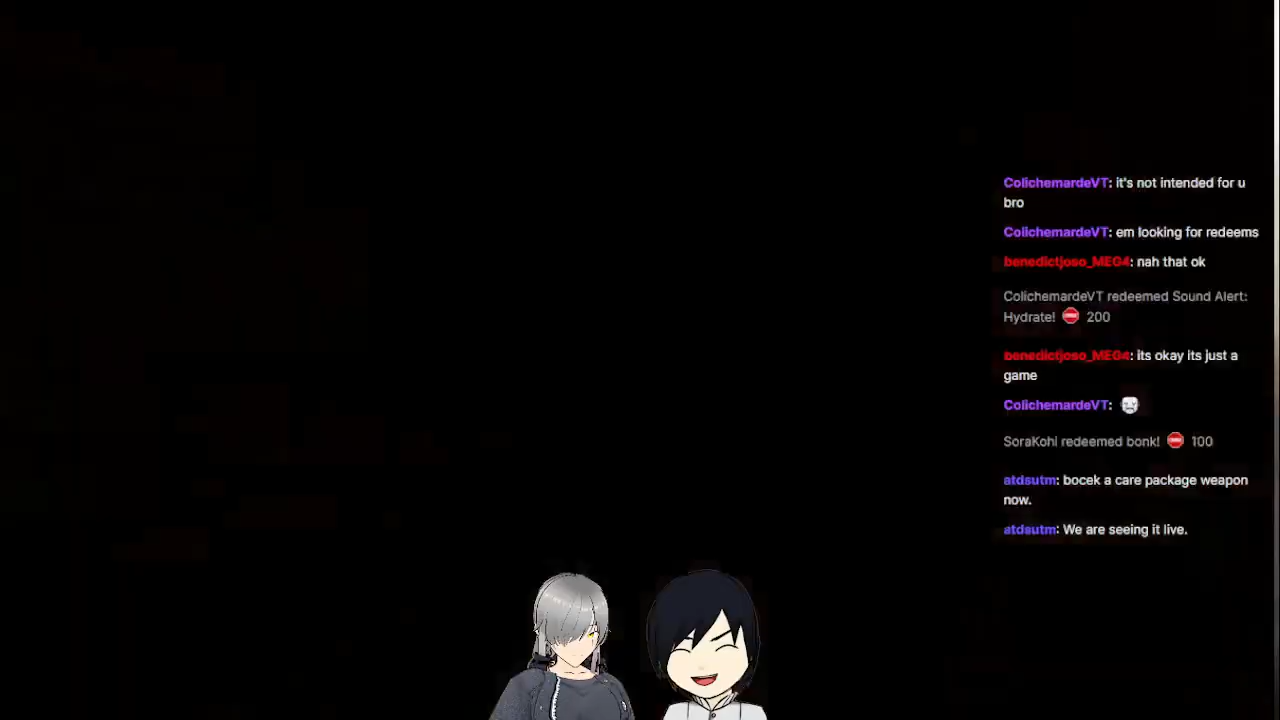 ColichemardeVT: it's not intended for u
bro
ColichemardeVT: em looking for redeems
benedictjoso_MEG4: nah that ok
ColichemardeVT redeemed Sound Alert:
Hydrate! 200
benedictjoso_MEG4: its okay its just a
game
ColichemardeVT:
SoraKohi redeemed bonk! 100
atdsutm: bocek a care package weapon
now.
atdsutm: We are seeing it live.